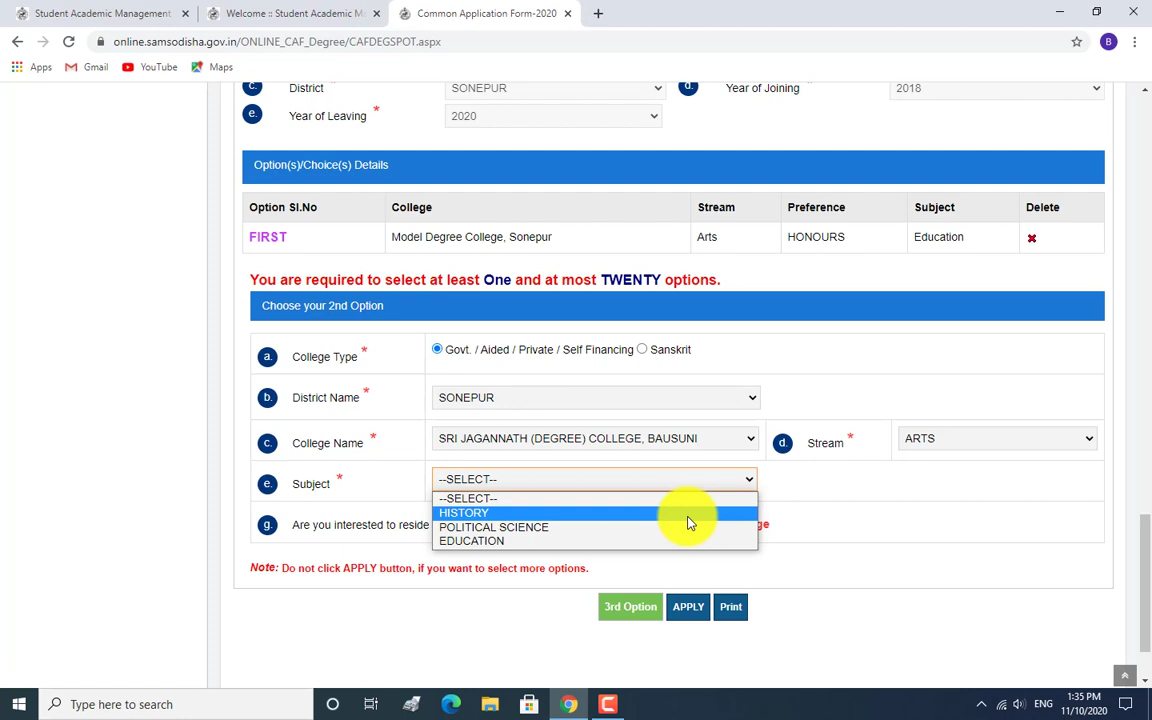 Student Academic Management
Welcome :: Student Academic M
Common Application Form-2020
online.samsodisha.gov.in/ONLINE_CAF_Degree/CAFDEGSPOT.aspx
B
Apps
Gmail
YouTube
Maps
c. District SONEPUR d. Year of Joining 2018
e. Year of Leaving * 2020
Option(s)/Choice(s) Details
Option Sl.No College Stream Preference Subject Delete
FIRST Model Degree College, Sonepur Arts HONOURS Education
You are required to select at least One and at most TWENTY options.
Choose your 2nd Option
a. College Type * Govt. / Aided / Private / Self Financing Sanskrit
b. District Name * SONEPUR
c. College Name * SRI JAGANNATH (DEGREE) COLLEGE, BAUSUNI d. Stream * ARTS
e. Subject * --SELECT--
--SELECT--
HISTORY
POLITICAL SCIENCE
EDUCATION
g. Are you interested to reside
Note: Do not click APPLY button, if you want to select more options.
3rd Option APPLY Print
Type here to search
ENG
1:35 PM
11/10/2020